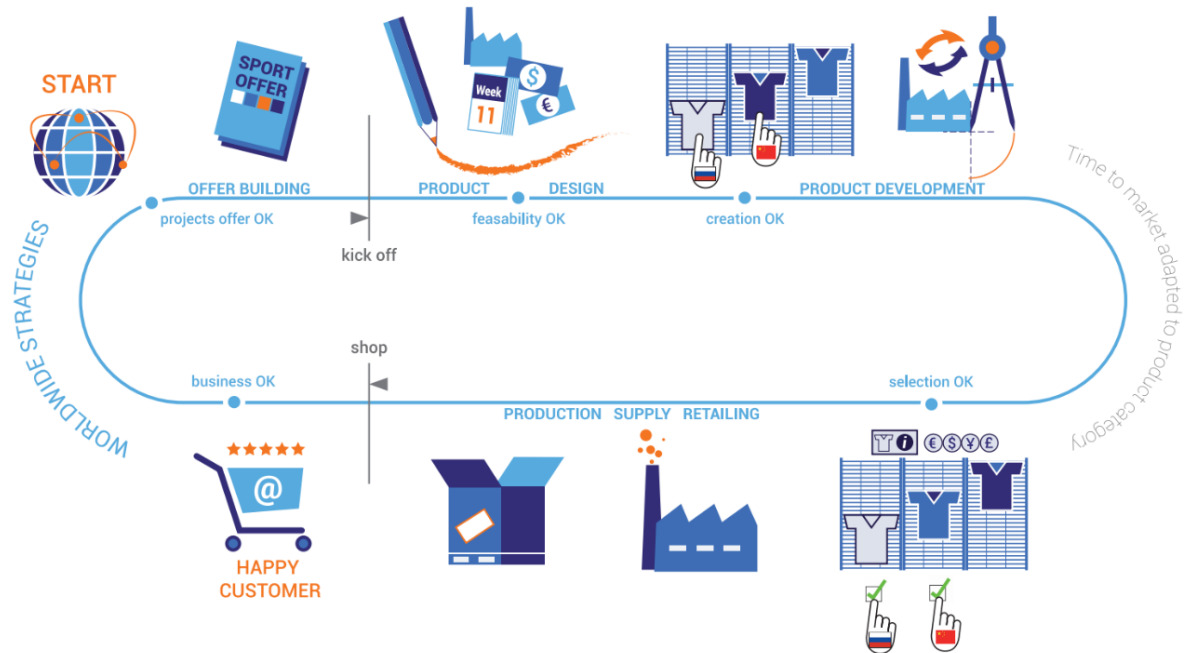 START
SPORT
OFFER
Week
11
$
€
OFFER BUILDING
PRODUCT DESIGN
PRODUCT DEVELOPMENT
projects offer OK
feasability OK
creation OK
kick off
Time to market adapted to product category
WORLDWIDE STRATEGIES
shop
business OK
selection OK
PRODUCTION SUPPLY RETAILING
i € $ ¥ £
@
HAPPY
CUSTOMER